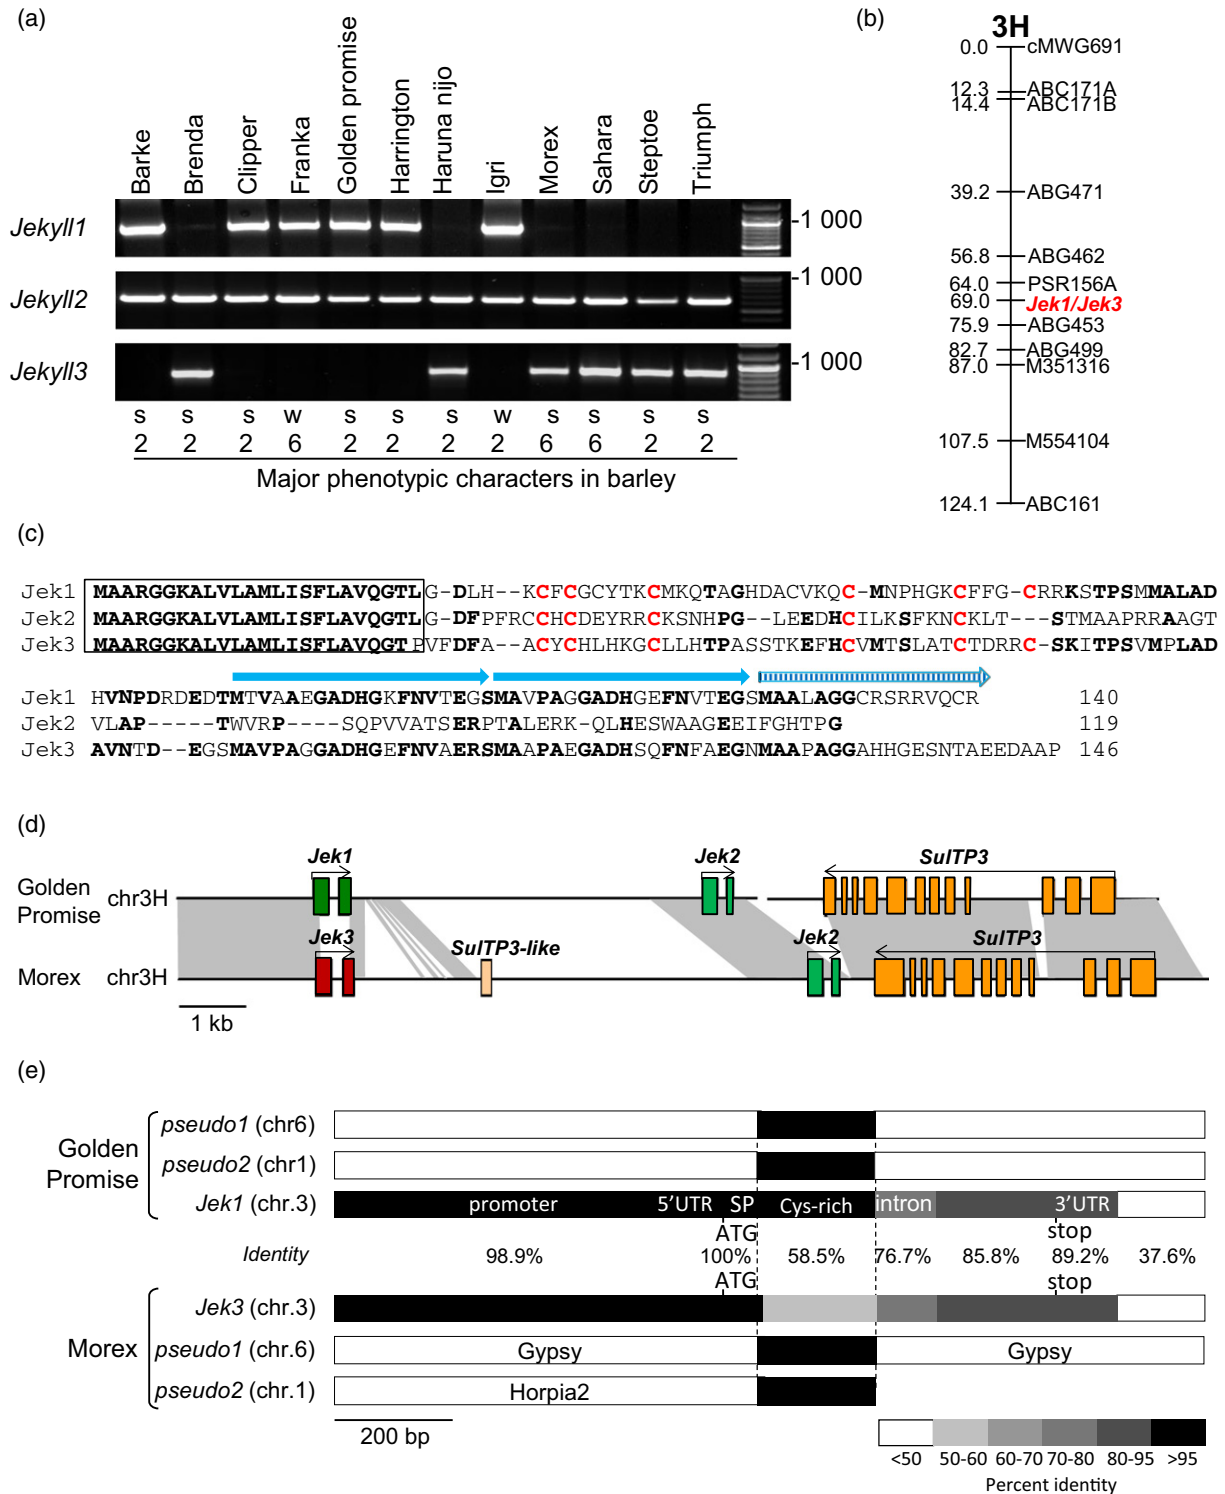 (a)
Barke
Brenda
Clipper
Franka
Golden promise
Harrington
Haruna nijo
Igri
Morex
Sahara
Steptoe
Triumph
Jekyll1
-1 000
Jekyll2
-1 000
Jekyll3
-1 000
s s s w s s w s s s s
2 2 2 6 2 2 2 6 6 2 2
Major phenotypic characters in barley
(b)
3H
0.0 cMWG691
12.3 ABC171A
14.4 ABC171B
39.2 ABG471
56.8 ABG462
64.0 PSR156A
69.0 Jek1/Jek3
75.9 ABG453
82.7 ABG499
87.0 M351316
107.5 M554104
124.1 ABC161
(c)
Jek1 MAARGGKALVLAMLISFLAVQGTLG-DLH--KCFCGCYTKCMKQTAGHDACVKQC-MNPHGKCFFG-CRRKSTPSMMALAD
Jek2 MAARGGKALVLAMLISFLAVQGTLG-DFPFRCCHCDEYRRCKSNHPG--LEEDHCILKSFKNCKLT---STMAAPRRAAGT
Jek3 MAARGGKALVLAMLISFLAVQGTPVFDFA--ACYCHLHKGCLLHTPASSTKEFHCVMTSLATCTDRRC-SKITPSVMPLAD
Jek1 HVNPDRDEDTMTVAAEGADHGKFNVTEGSMAVPAGGADHGEFNVTEGSMAALAGGCRSRRVQCR 140
Jek2 VLAP-----TWVRP----SQPVVATSERPTALERK-QLHESWAAGEEIFGHTPG 119
Jek3 AVNTD--EGSMAVPAGGADHGEFNVAERSMAAPAEGADHSQFNFAEGNMAAPAGGAHHGESNTAEEDAAP 146
(d)
Jek1 Jek2 SulTP3
Golden Promise chr3H
Jek3 SulTP3-like Jek2 SulTP3
Morex chr3H
1 kb
(e)
Golden Promise
pseudo1 (chr6)
pseudo2 (chr1)
Jek1 (chr.3) promoter 5'UTR SP Cys-rich intron 3'UTR
ATG stop
Identity 98.9% 100% 58.5% 76.7% 85.8% 89.2% 37.6%
ATG stop
Morex
Jek3 (chr.3)
pseudo1 (chr.6) Gypsy Gypsy
pseudo2 (chr.1) Horpia2
200 bp
<50 50-60 60-70 70-80 80-95 >95
Percent identity